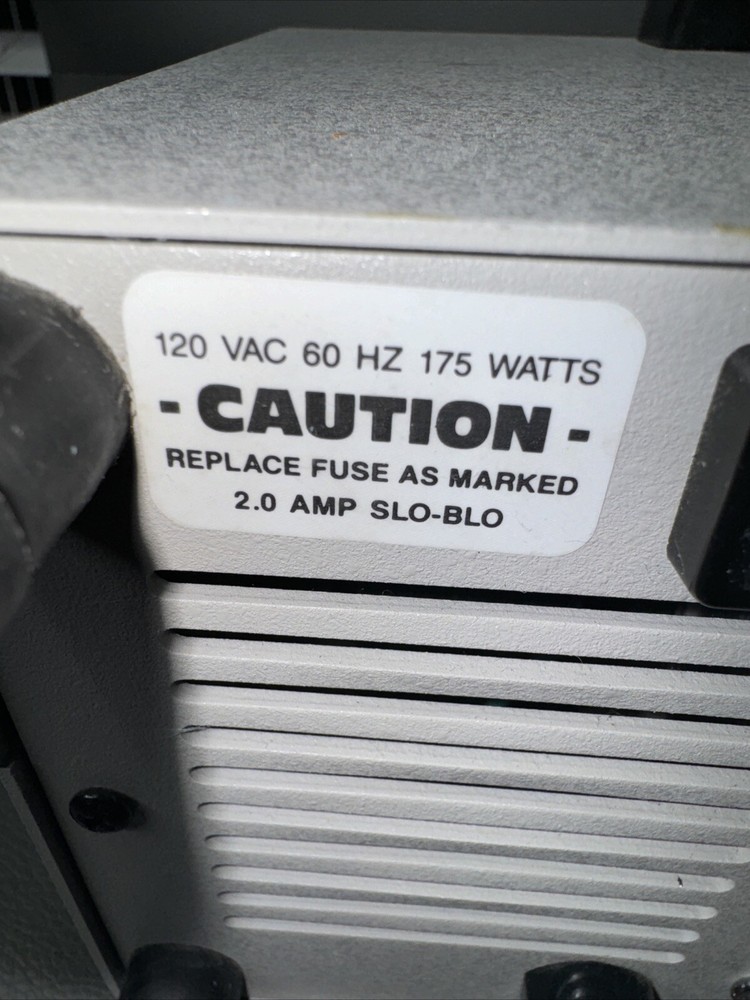 120 VAC 60 HZ 175 WATTS
- CAUTION -
REPLACE FUSE AS MARKED
2.0 AMP SLO-BLO